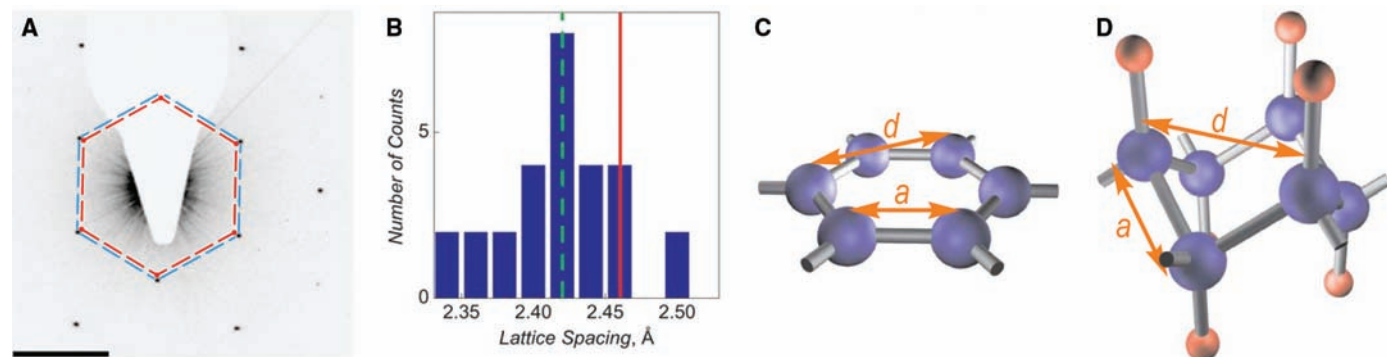 A
B
Number of Counts
5
0
2.35
2.40
2.45
2.50
Lattice Spacing, Å
C
d
a
D
d
a